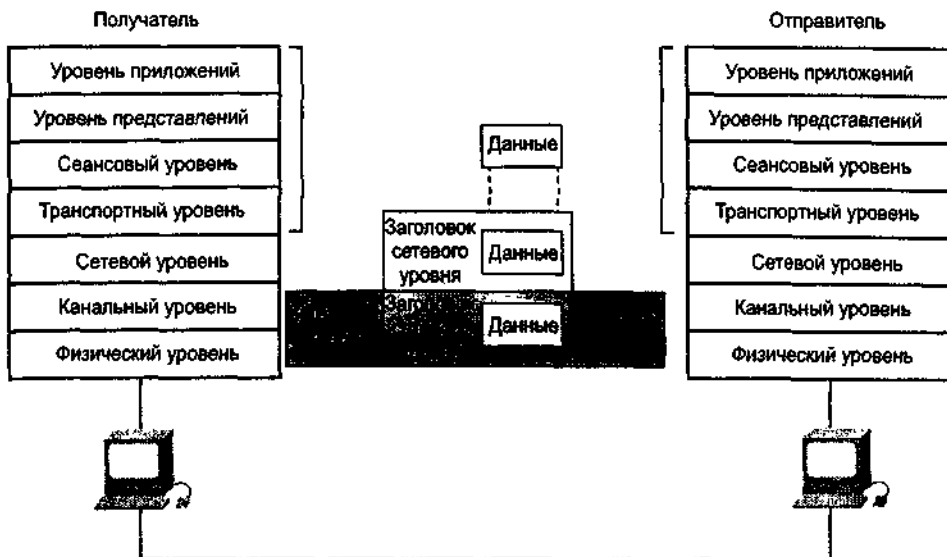 Получатель
Отправитель
Уровень приложений
Уровень представлений
Сеансовый уровень
Транспортный уровень
Сетевой уровень
Канальный уровень
Физический уровень
Данные
Заголовок
сетевого
уровня
Данные
Данные
Уровень приложений
Уровень представлений
Сеансовый уровень
Транспортный уровень
Сетевой уровень
Канальный уровень
Физический уровень